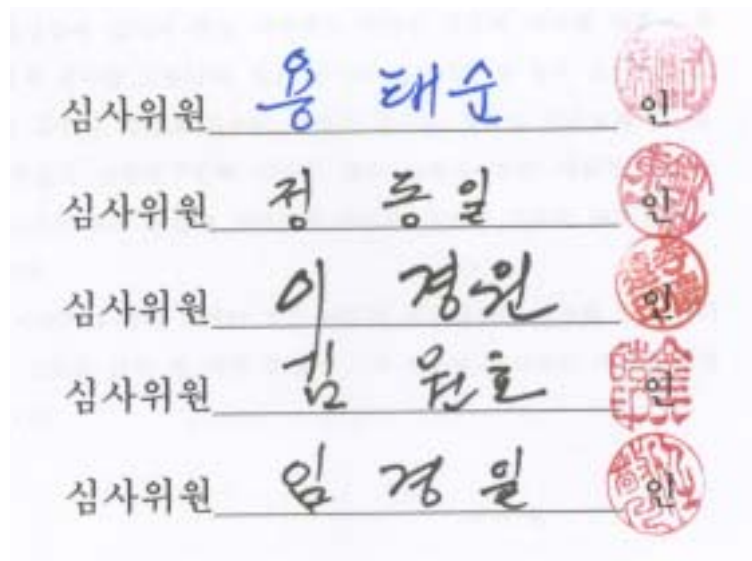 심사위원 용 태순 인
심사위원 정 동일 인
심사위원 이 경원 인
심사위원 김 원호 인
심사위원 임 경일 인